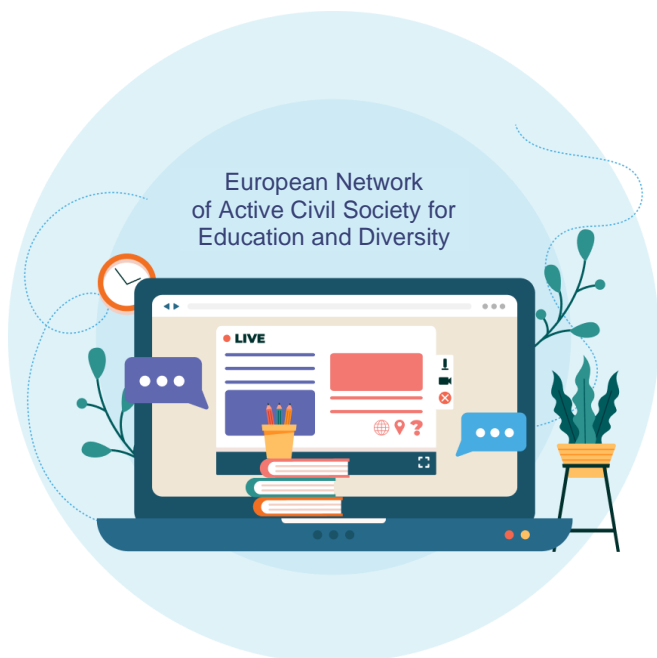 European Network
of Active Civil Society for
Education and Diversity
LIVE
?